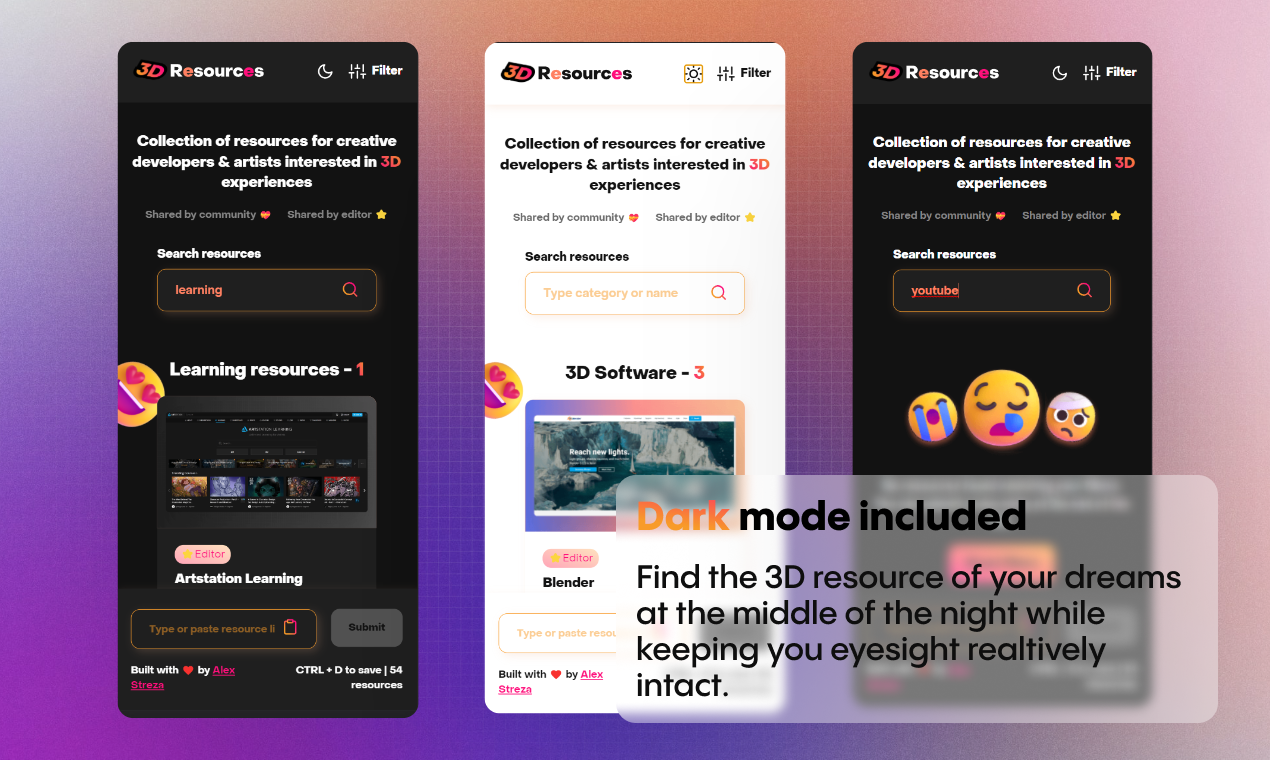 3D Resources
Filter
Collection of resources for creative
developers & artists interested in 3D
experiences
Shared by community
Shared by editor
Search resources
learning
Learning resources - 1
ARTSTATION LEARNING
Editor
Artstation Learning
Type or paste resource li
Submit
Built with ❤ by Alex
Streza
CTRL + D to save | 54
resources
3D Resources
Filter
Collection of resources for creative
developers & artists interested in 3D
experiences
Shared by community
Shared by editor
Search resources
Type category or name
3D Software - 3
Reach new lights.
Editor
Blender
Type or paste resou
Built with ❤ by Alex
Streza
3D Resources
Filter
Collection of resources for creative
developers & artists interested in 3D
experiences
Shared by community
Shared by editor
Search resources
youtube
Dark mode included
Find the 3D resource of your dreams
at the middle of the night while
keeping you eyesight realtively
intact.